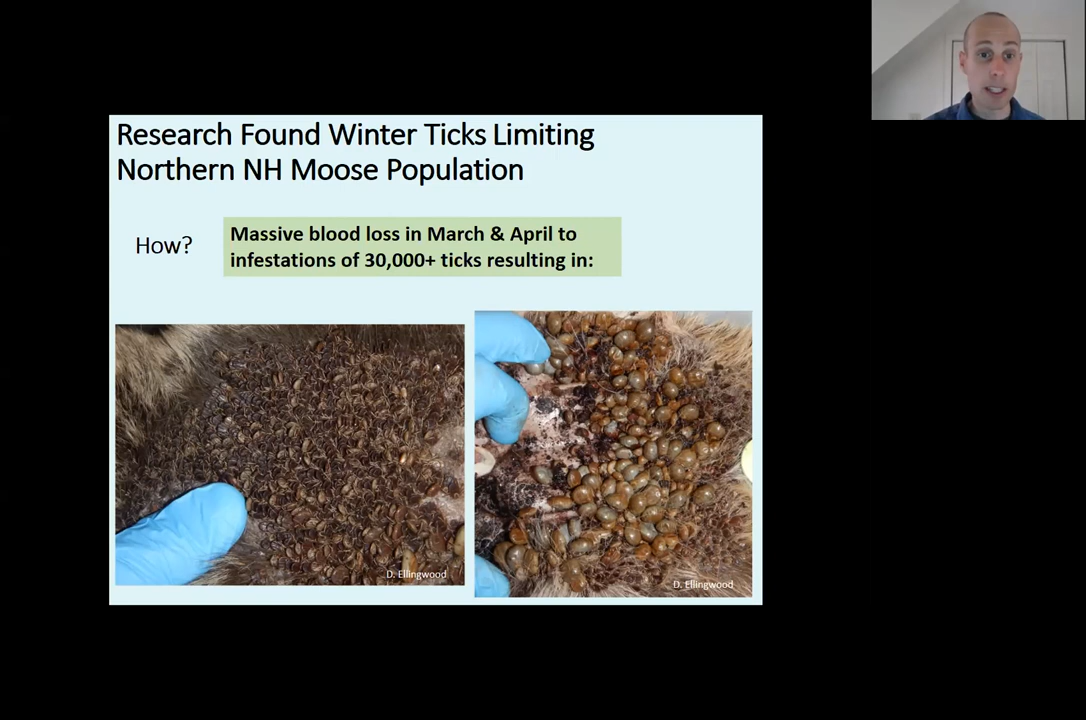 Research Found Winter Ticks Limiting
Northern NH Moose Population
How?
Massive blood loss in March & April to
infestations of 30,000+ ticks resulting in:
D. Ellingwood
D. Ellingwood